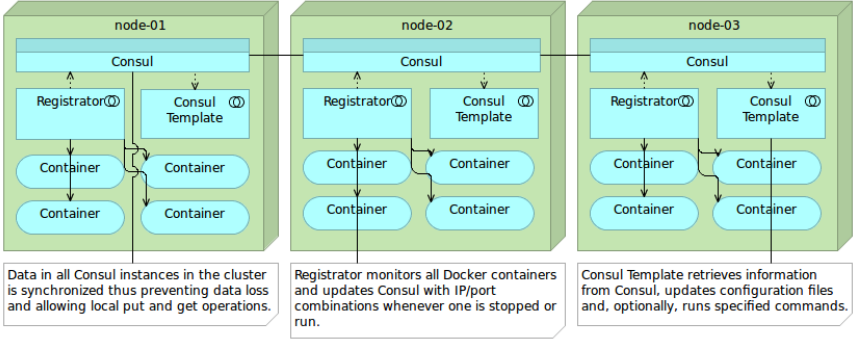 node-01
Consul
Registrator
Consul
Template
Container
Container
Container
Container
Data in all Consul instances in the cluster
is synchronized thus preventing data loss
and allowing local put and get operations.
node-02
Consul
Registrator
Consul
Template
Container
Container
Container
Container
Registrator monitors all Docker containers
and updates Consul with IP/port
combinations whenever one is stopped or
run.
node-03
Consul
Registrator
Consul
Template
Container
Container
Container
Container
Consul Template retrieves information
from Consul, updates configuration files
and, optionally, runs specified commands.